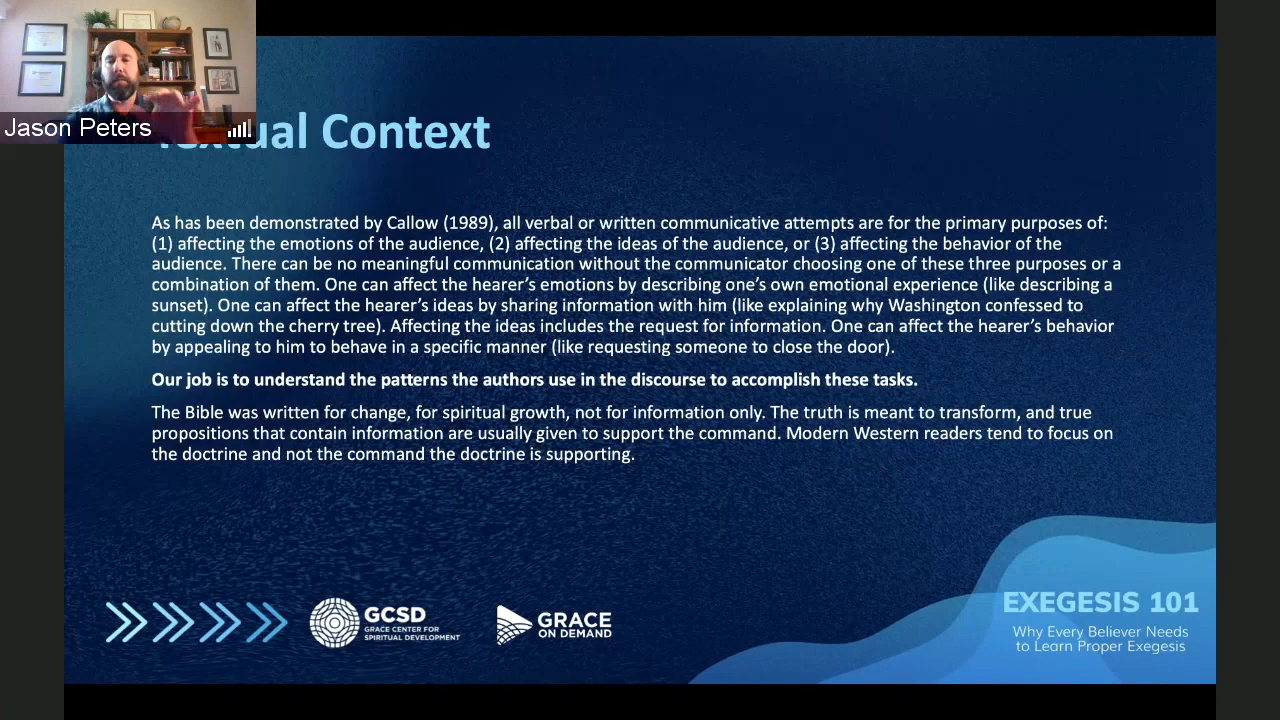 Jason Peters
Textual Context
As has been demonstrated by Callow (1989), all verbal or written communicative attempts are for the primary purposes of:
(1) affecting the emotions of the audience, (2) affecting the ideas of the audience, or (3) affecting the behavior of the
audience. There can be no meaningful communication without the communicator choosing one of these three purposes or a
combination of them. One can affect the hearer’s emotions by describing one’s own emotional experience (like describing a
sunset). One can affect the hearer’s ideas by sharing information with him (like explaining why Washington confessed to
cutting down the cherry tree). Affecting the ideas includes the request for information. One can affect the hearer’s behavior
by appealing to him to behave in a specific manner (like requesting someone to close the door).
Our job is to understand the patterns the authors use in the discourse to accomplish these tasks.
The Bible was written for change, for spiritual growth, not for information only. The truth is meant to transform, and true
propositions that contain information are usually given to support the command. Modern Western readers tend to focus on
the doctrine and not the command the doctrine is supporting.
GCSD
GRACE CENTER FOR
SPIRITUAL DEVELOPMENT
GRACE
ON DEMAND
EXEGESIS 101
Why Every Believer Needs
to Learn Proper Exegesis